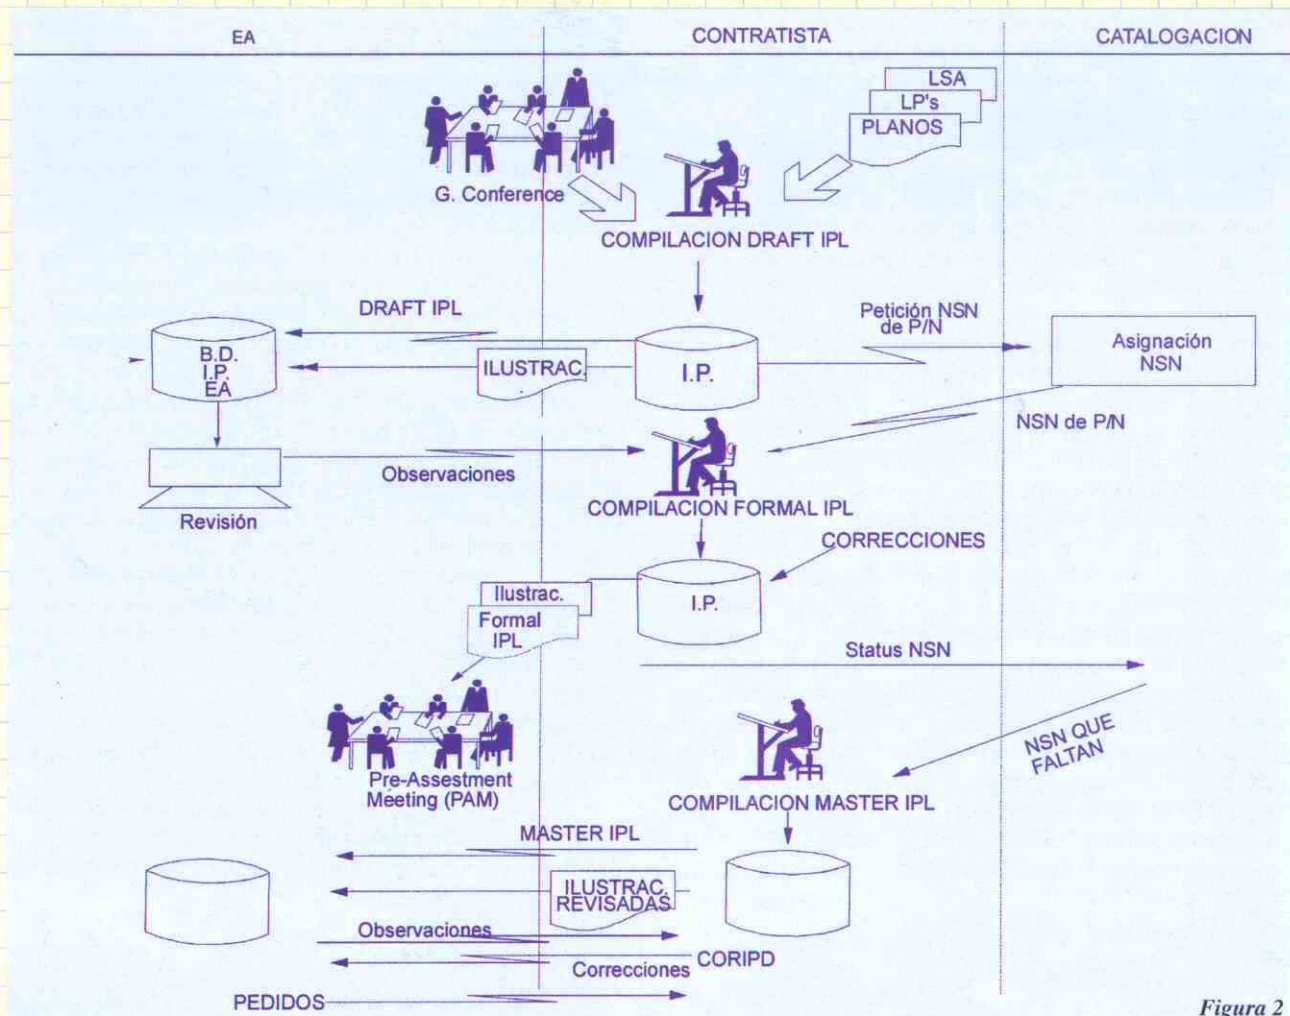 EA
CONTRATISTA
CATALOGACION
LSA
LP's
PLANOS
G. Conference
COMPILACION DRAFT IPL
DRAFT IPL
Petición NSN
de P/N
B.D.
I.P.
EA
ILUSTRAC.
I.P.
Asignación
NSN
NSN de P/N
Observaciones
Revisión
COMPILACION FORMAL IPL
CORRECCIONES
Ilustrac.
Formal
IPL
I.P.
Status NSN
NSN QUE
FALTAN
Pre-Assestment
Meeting (PAM)
COMPILACION MASTER IPL
MASTER IPL
ILUSTRAC.
REVISADAS
Observaciones
Correcciones
CORIPD
PEDIDOS
Figura 2